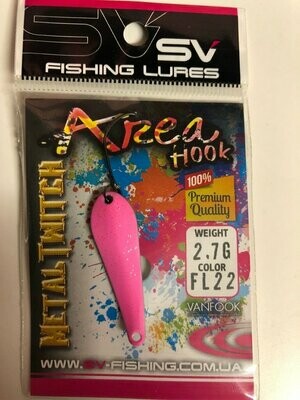 SV SV
FISHING LURES
Area
HOOK
100%
Premium
Quality
METAL TWITCH
WEIGHT
2.7G
COLOR
FL22
VANFOOK
WWW.SV-FISHING.COM.UA